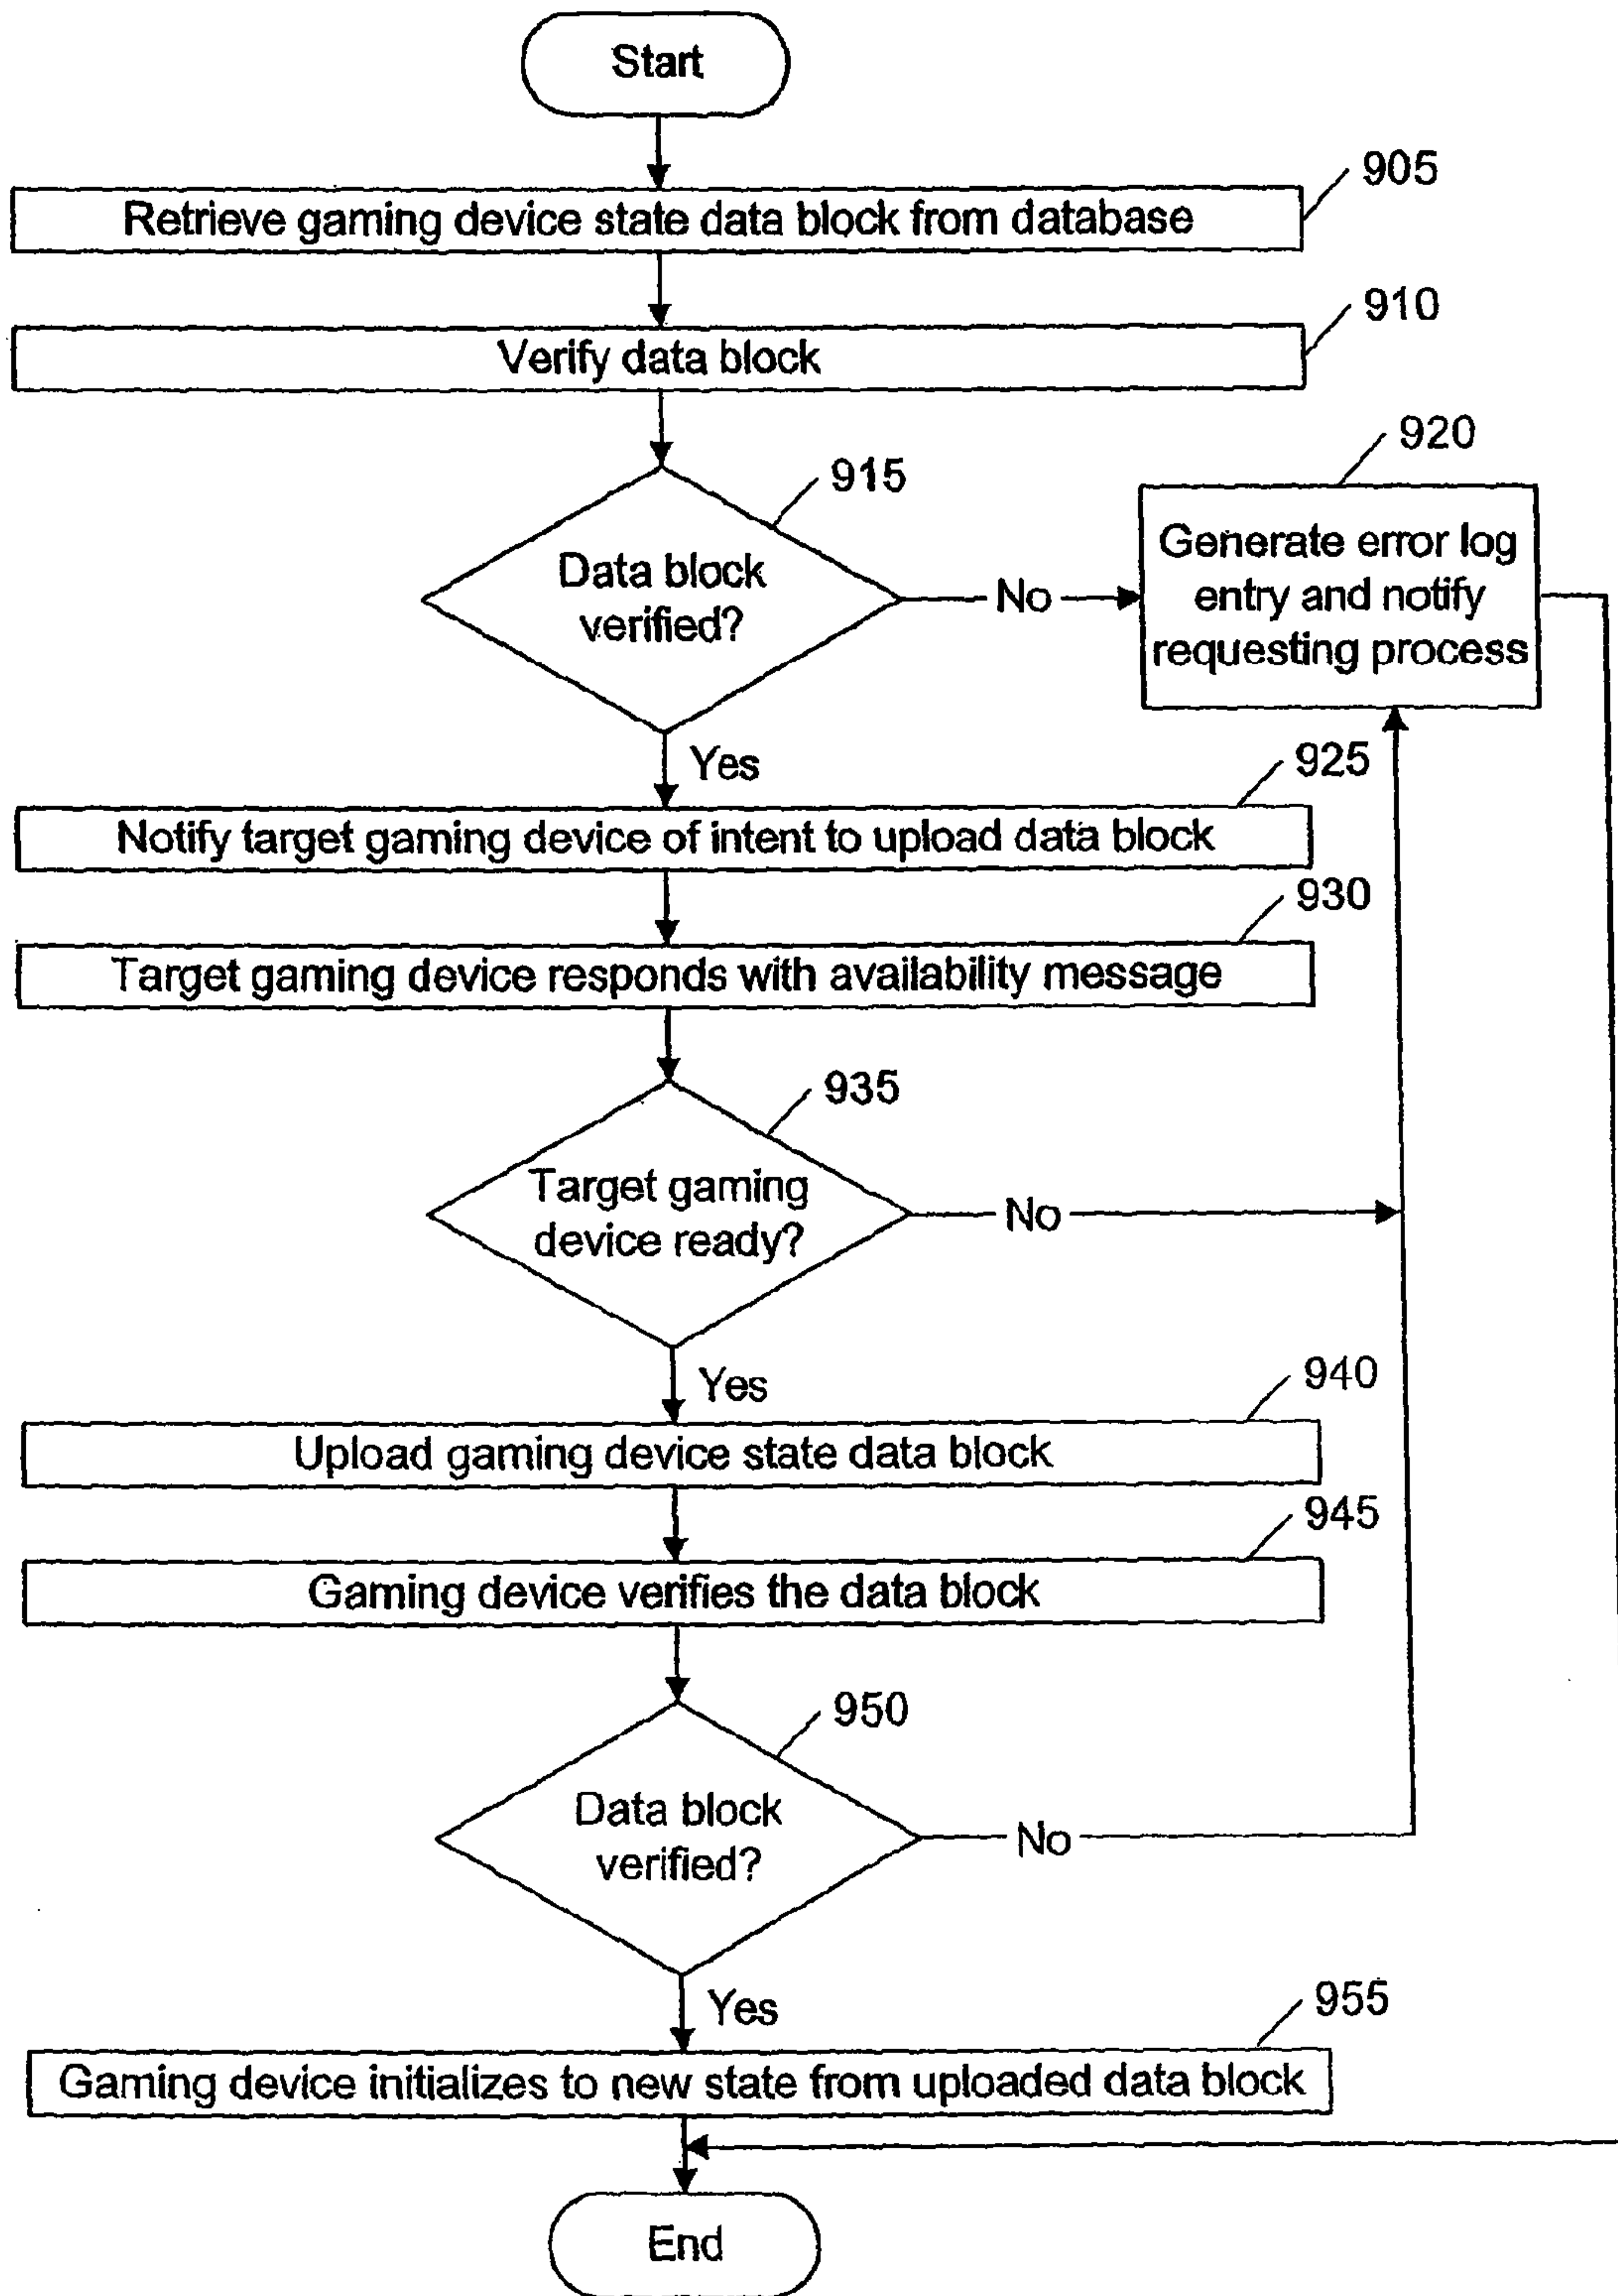 Start
905
Retrieve gaming device state data block from database
910
Verify data block
920
915
Data block
verified?
No
Generate error log
entry and notify
requesting process
Yes
925
Notify target gaming device of intent to upload data block
930
Target gaming device responds with availability message
935
Target gaming
device ready?
No
Yes
940
Upload gaming device state data block
945
Gaming device verifies the data block
950
Data block
verified?
No
Yes
955
Gaming device initializes to new state from uploaded data block
End